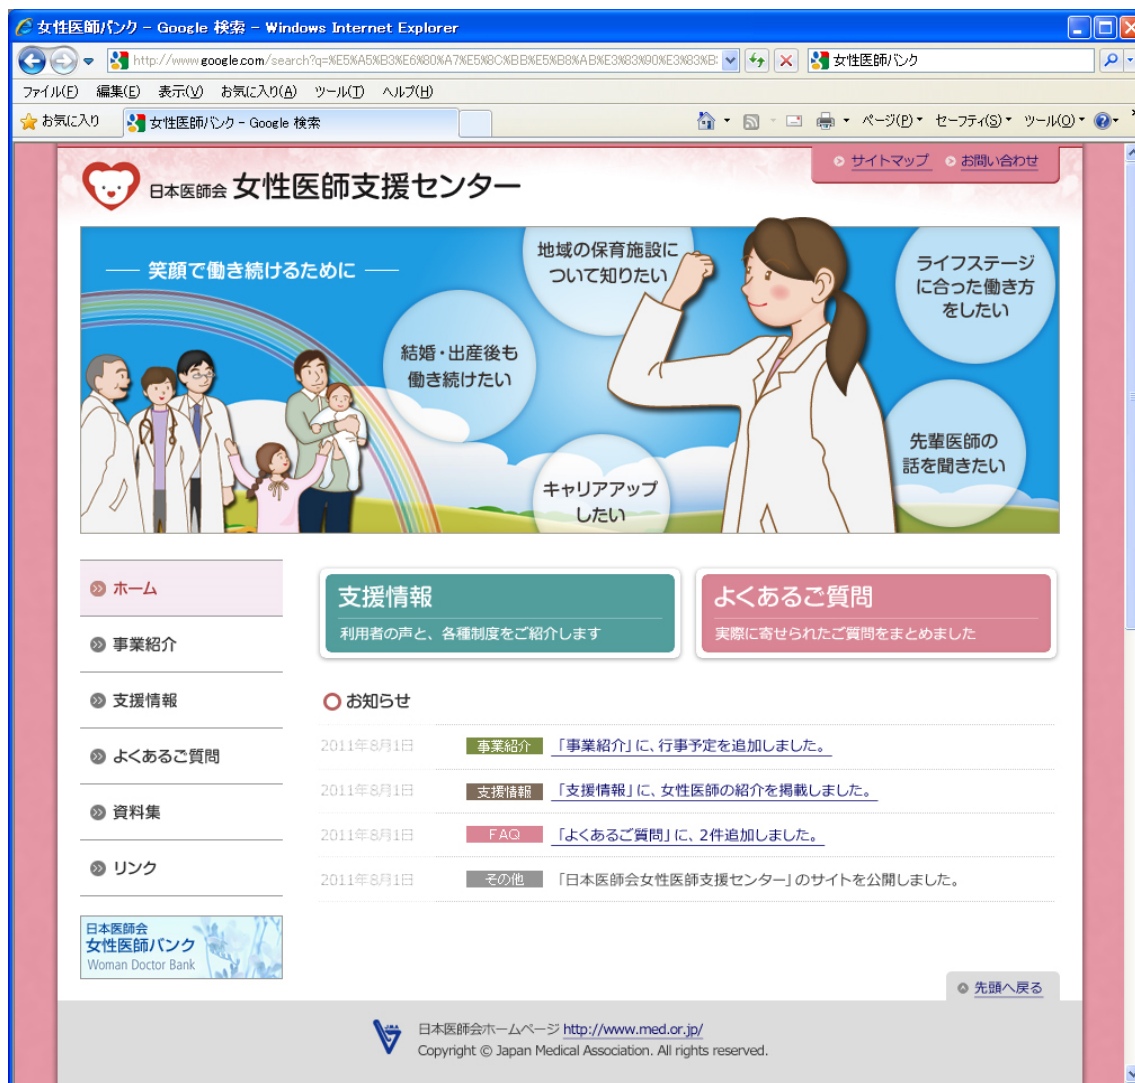 女性医師バンク - Google 検索 - Windows Internet Explorer
http://www.google.com/search?q=%E5%A5%B3%E6%80%A7%E5%8C%BB%E5%B8%AB%E3%83%90%E3%83%B
女性医師バンク
ファイル(F) 編集(E) 表示(V) お気に入り(A) ツール(T) ヘルプ(H)
お気に入り 女性医師バンク - Google 検索 ページ(P) セーフティ(S) ツール(O)
サイトマップ お問い合わせ
日本医師会 女性医師支援センター
笑顔で働き続けるために
地域の保育施設に
ついて知りたい
ライフステージ
に合った働き方
をしたい
結婚・出産後も
働き続けたい
先輩医師の
話を聞きたい
キャリアアップ
したい
ホーム
事業紹介
支援情報
よくあるご質問
資料集
リンク
日本医師会
女性医師バンク
Woman Doctor Bank
支援情報
利用者の声と、各種制度をご紹介します
よくあるご質問
実際に寄せられたご質問をまとめました
お知らせ
2011年8月1日 事業紹介 「事業紹介」に、行事予定を追加しました。
2011年8月1日 支援情報 「支援情報」に、女性医師の紹介を掲載しました。
2011年8月1日 FAQ 「よくあるご質問」に、2件追加しました。
2011年8月1日 その他 「日本医師会女性医師支援センター」のサイトを公開しました。
先頭へ戻る
日本医師会ホームページ http://www.med.or.jp/
Copyright © Japan Medical Association. All rights reserved.